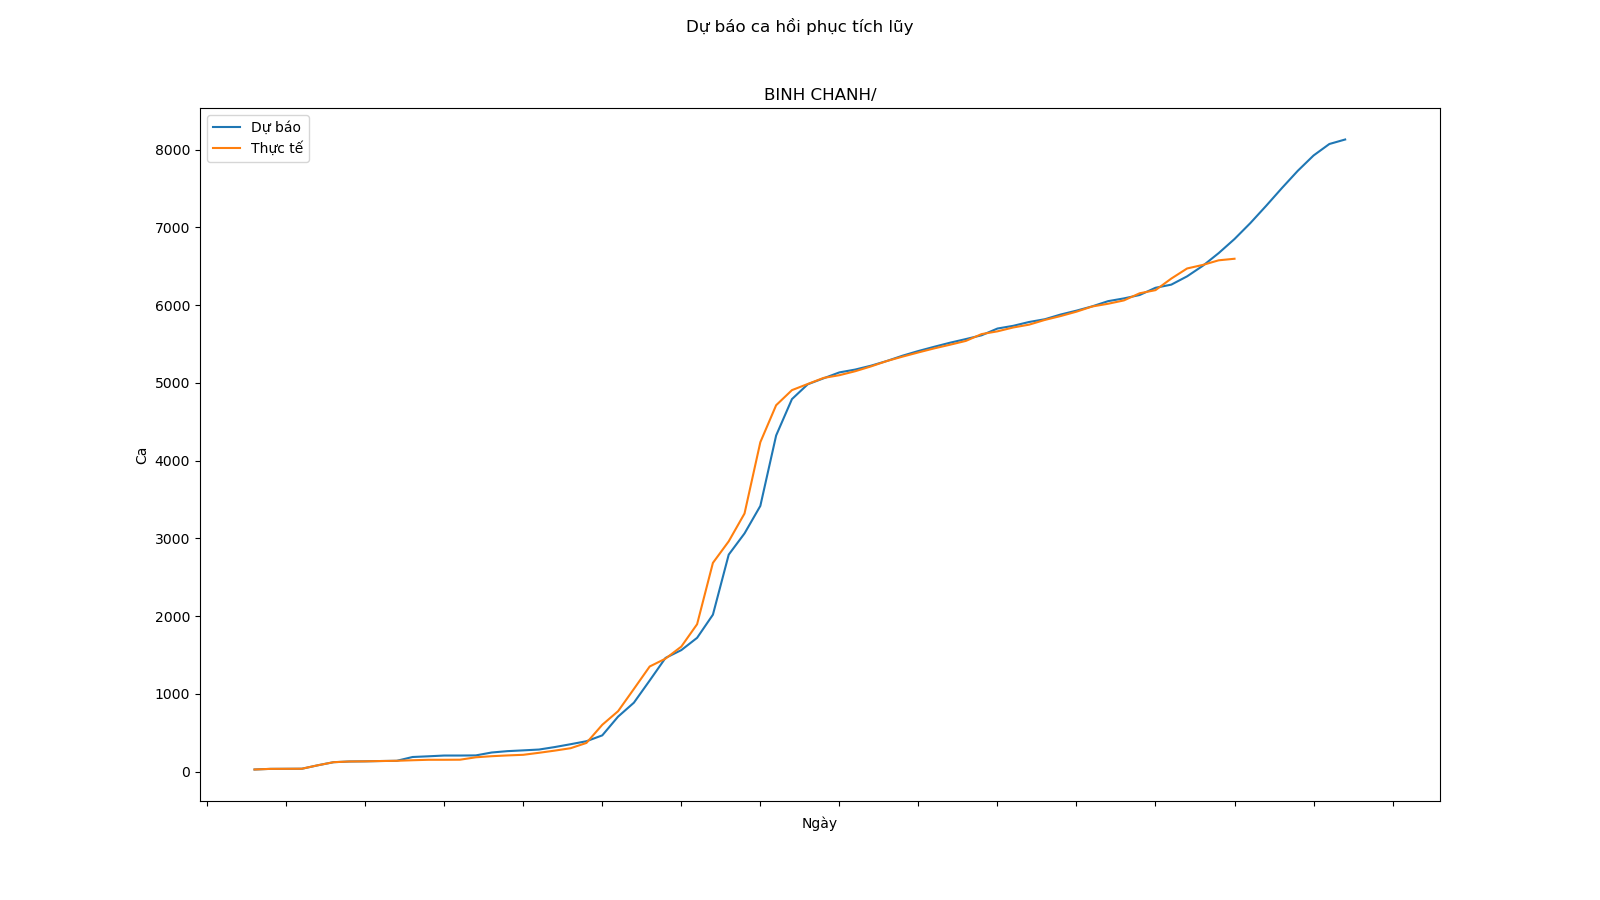 Dự báo ca hồi phục tích lũy
BINH CHANH/
Dự báo
Thực tế
8000
7000
6000
5000
4000
3000
2000
1000
0
Ca
Ngày